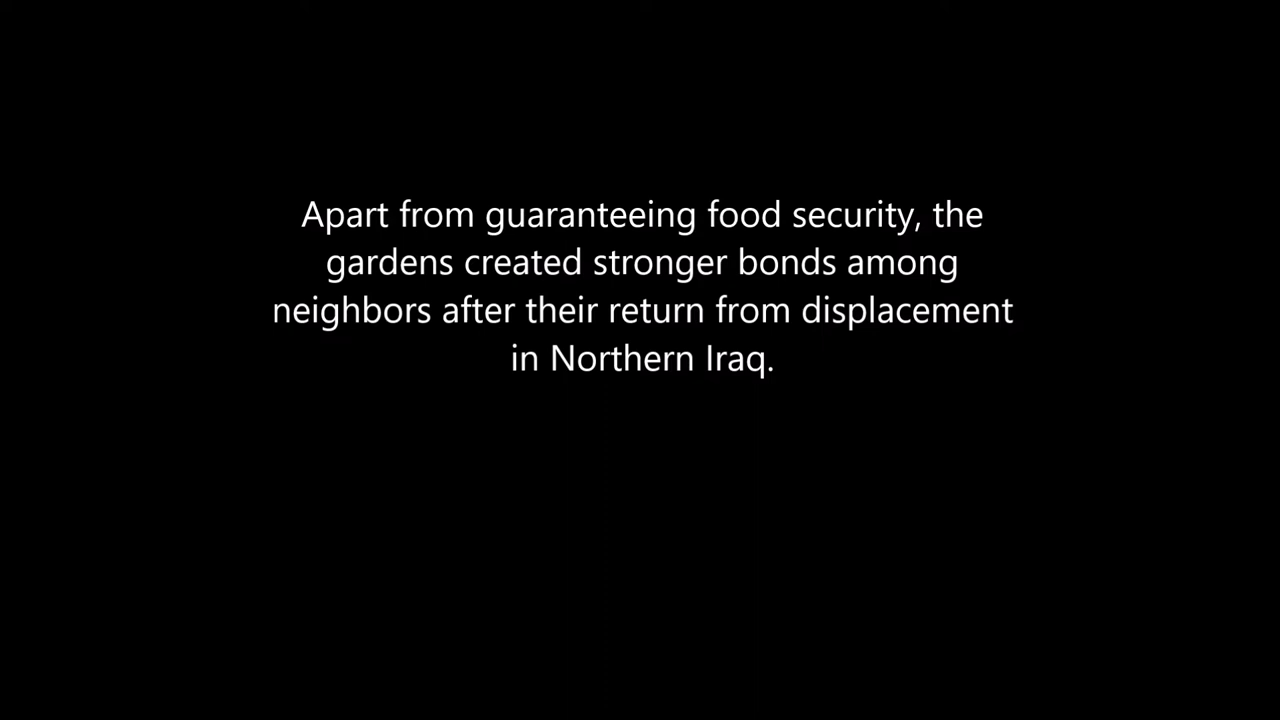 Apart from guaranteeing food security, the
gardens created stronger bonds among
neighbors after their return from displacement
in Northern Iraq.